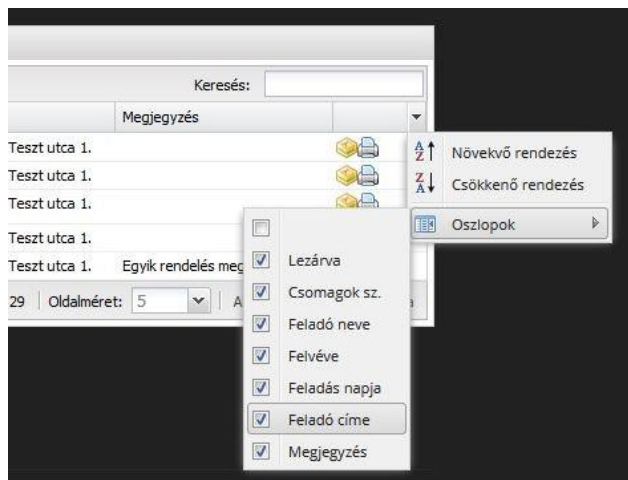 Keresés:
Megjegyzés
Teszt utca 1.
Teszt utca 1.
Teszt utca 1.
Teszt utca 1.
Teszt utca 1. Egyik rendelés
29 Oldalméret: 5
Növekvő rendezés
Csökkenő rendezés
Oszlopok
Lezárva
Csomagok sz.
Feladó neve
Felvéve
Feladás napja
Feladó címe
Megjegyzés